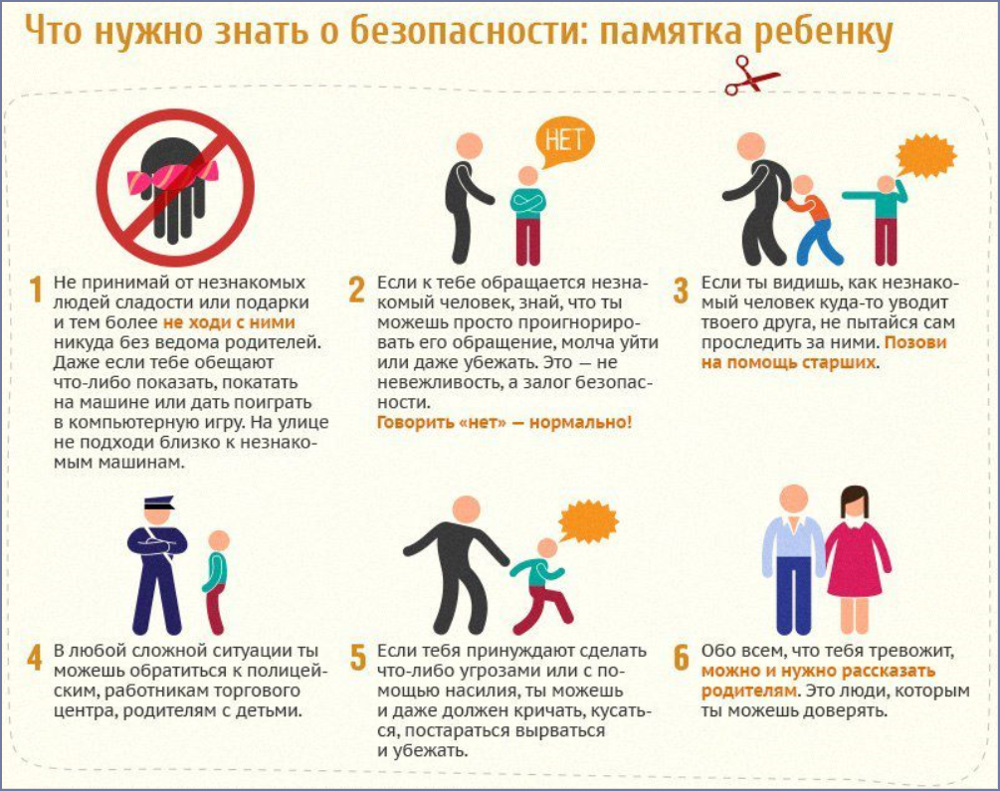 Что нужно знать о безопасности: памятка ребенку
1 Не принимай от незнакомых
людей сладости или подарки
и тем более не ходи с ними
никуда без ведома родителей.
Даже если тебе обещают
что-либо показать, покатать
на машине или дать поиграть
в компьютерную игру. На улице
не подходи близко к незнако-
мым машинам.
НЕТ
2 Если к тебе обращается незна-
комый человек, знай, что ты
можешь просто проигнориро-
вать его обращение, молча уйти
или даже убежать. Это — не
невежливость, а залог безопас-
ности.
Говорить «нет» — нормально!
3 Если ты видишь, как незнако-
мый человек куда-то уводит
твоего друга, не пытайся сам
проследить за ними. Позови
на помощь старших.
4 В любой сложной ситуации ты
можешь обратиться к полицей-
ским, работникам торгового
центра, родителям с детьми.
5 Если тебя принуждают сделать
что-либо угрозами или с по-
мощью насилия, ты можешь
и даже должен кричать, кусать-
ся, постараться вырваться
и убежать.
6 Обо всем, что тебя тревожит,
можно и нужно рассказать
родителям. Это люди, которым
ты можешь доверять.